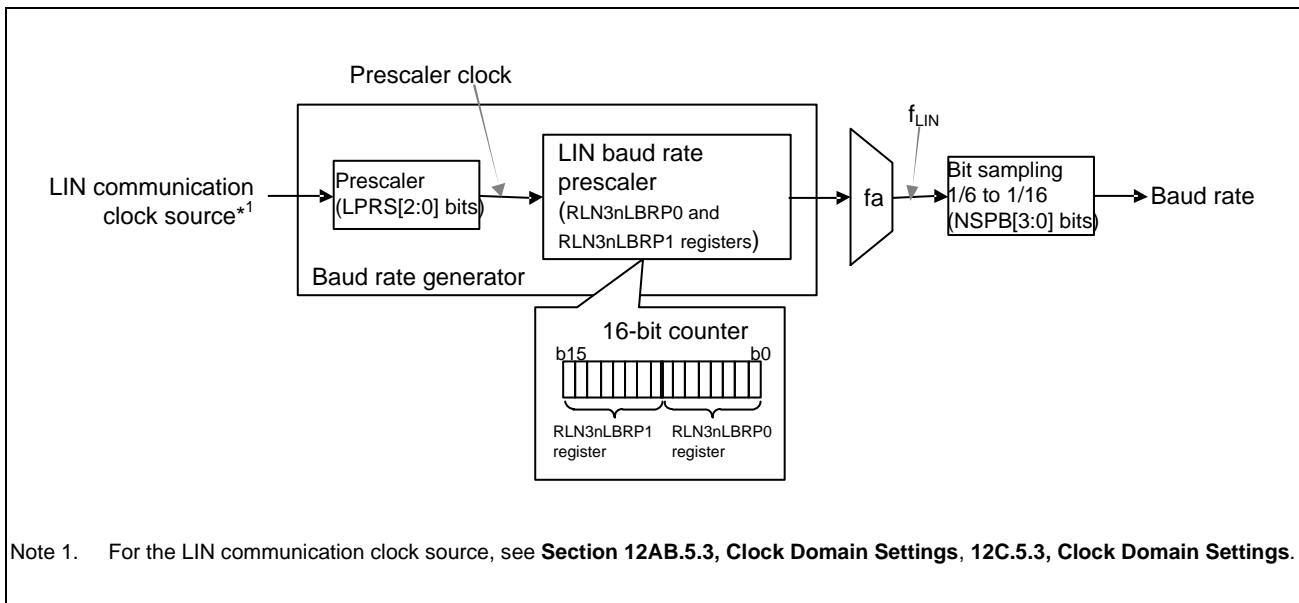 Prescaler clock
LIN communication
clock source*1
Prescaler
(LPRS[2:0] bits)
LIN baud rate
prescaler
(RLN3nLBRP0 and
RLN3nLBRP1 registers)
Baud rate generator
fa
fLIN
Bit sampling
1/6 to 1/16
(NSPB[3:0] bits)
Baud rate
16-bit counter
b15 b0
RLN3nLBRP1
register
RLN3nLBRP0
register
Note 1. For the LIN communication clock source, see Section 12AB.5.3, Clock Domain Settings, 12C.5.3, Clock Domain Settings.